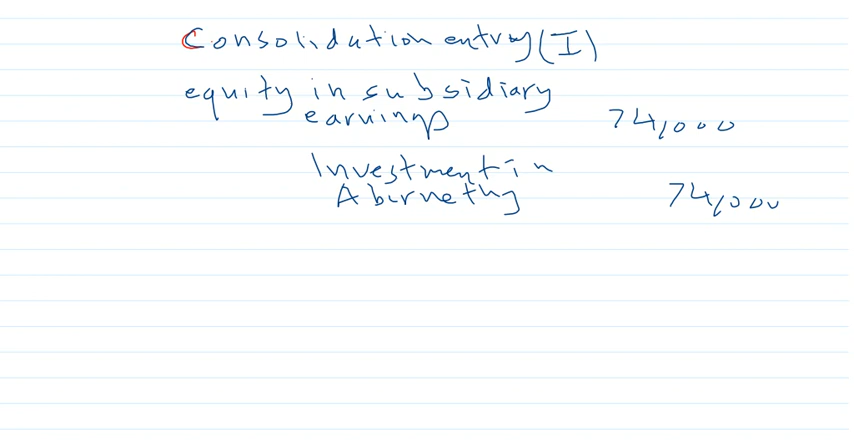 Consolidation entry (I)
equity in subsidiary
earnings 74,000
Investment in
Abernethy 74,000